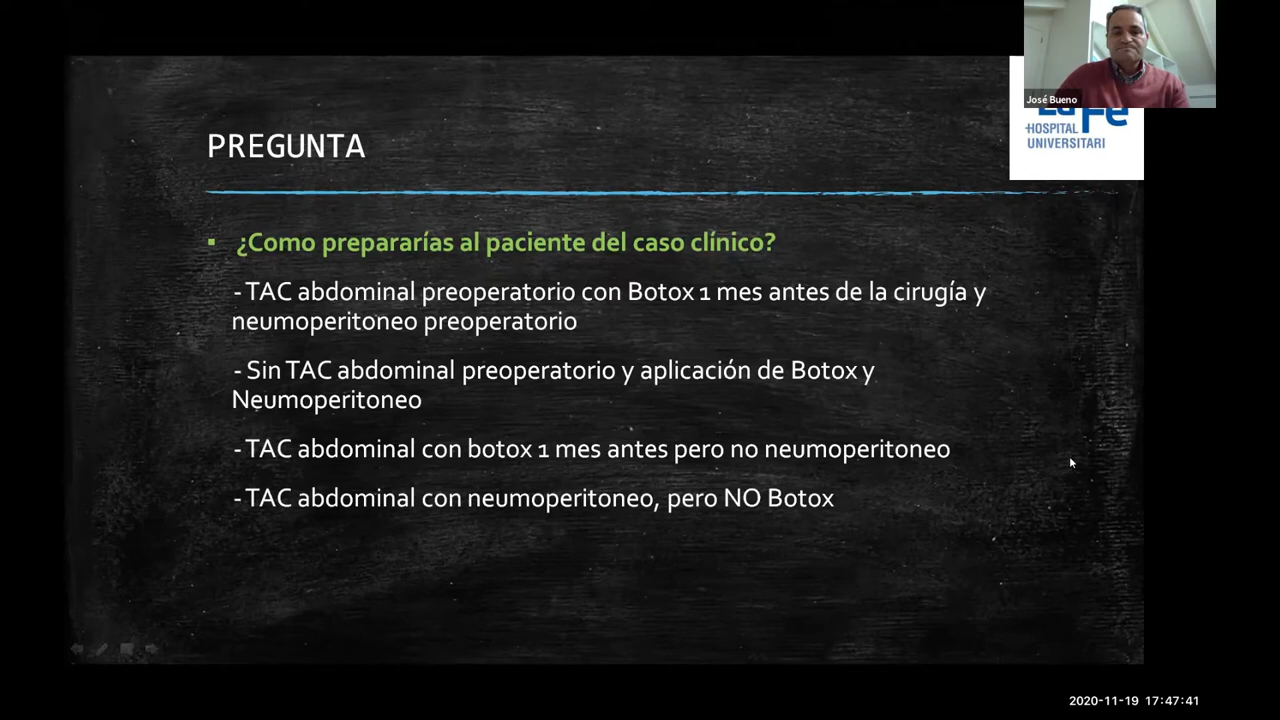 José Bueno
HOSPITAL
UNIVERSITARI
PREGUNTA
▪ ¿Como prepararías al paciente del caso clínico?
- TAC abdominal preoperatorio con Botox 1 mes antes de la cirugía y
neumoperitoneo preoperatorio
- Sin TAC abdominal preoperatorio y aplicación de Botox y
Neumoperitoneo
- TAC abdominal con botox 1 mes antes pero no neumoperitoneo
- TAC abdominal con neumoperitoneo, pero NO Botox
2020-11-19 17:47:41